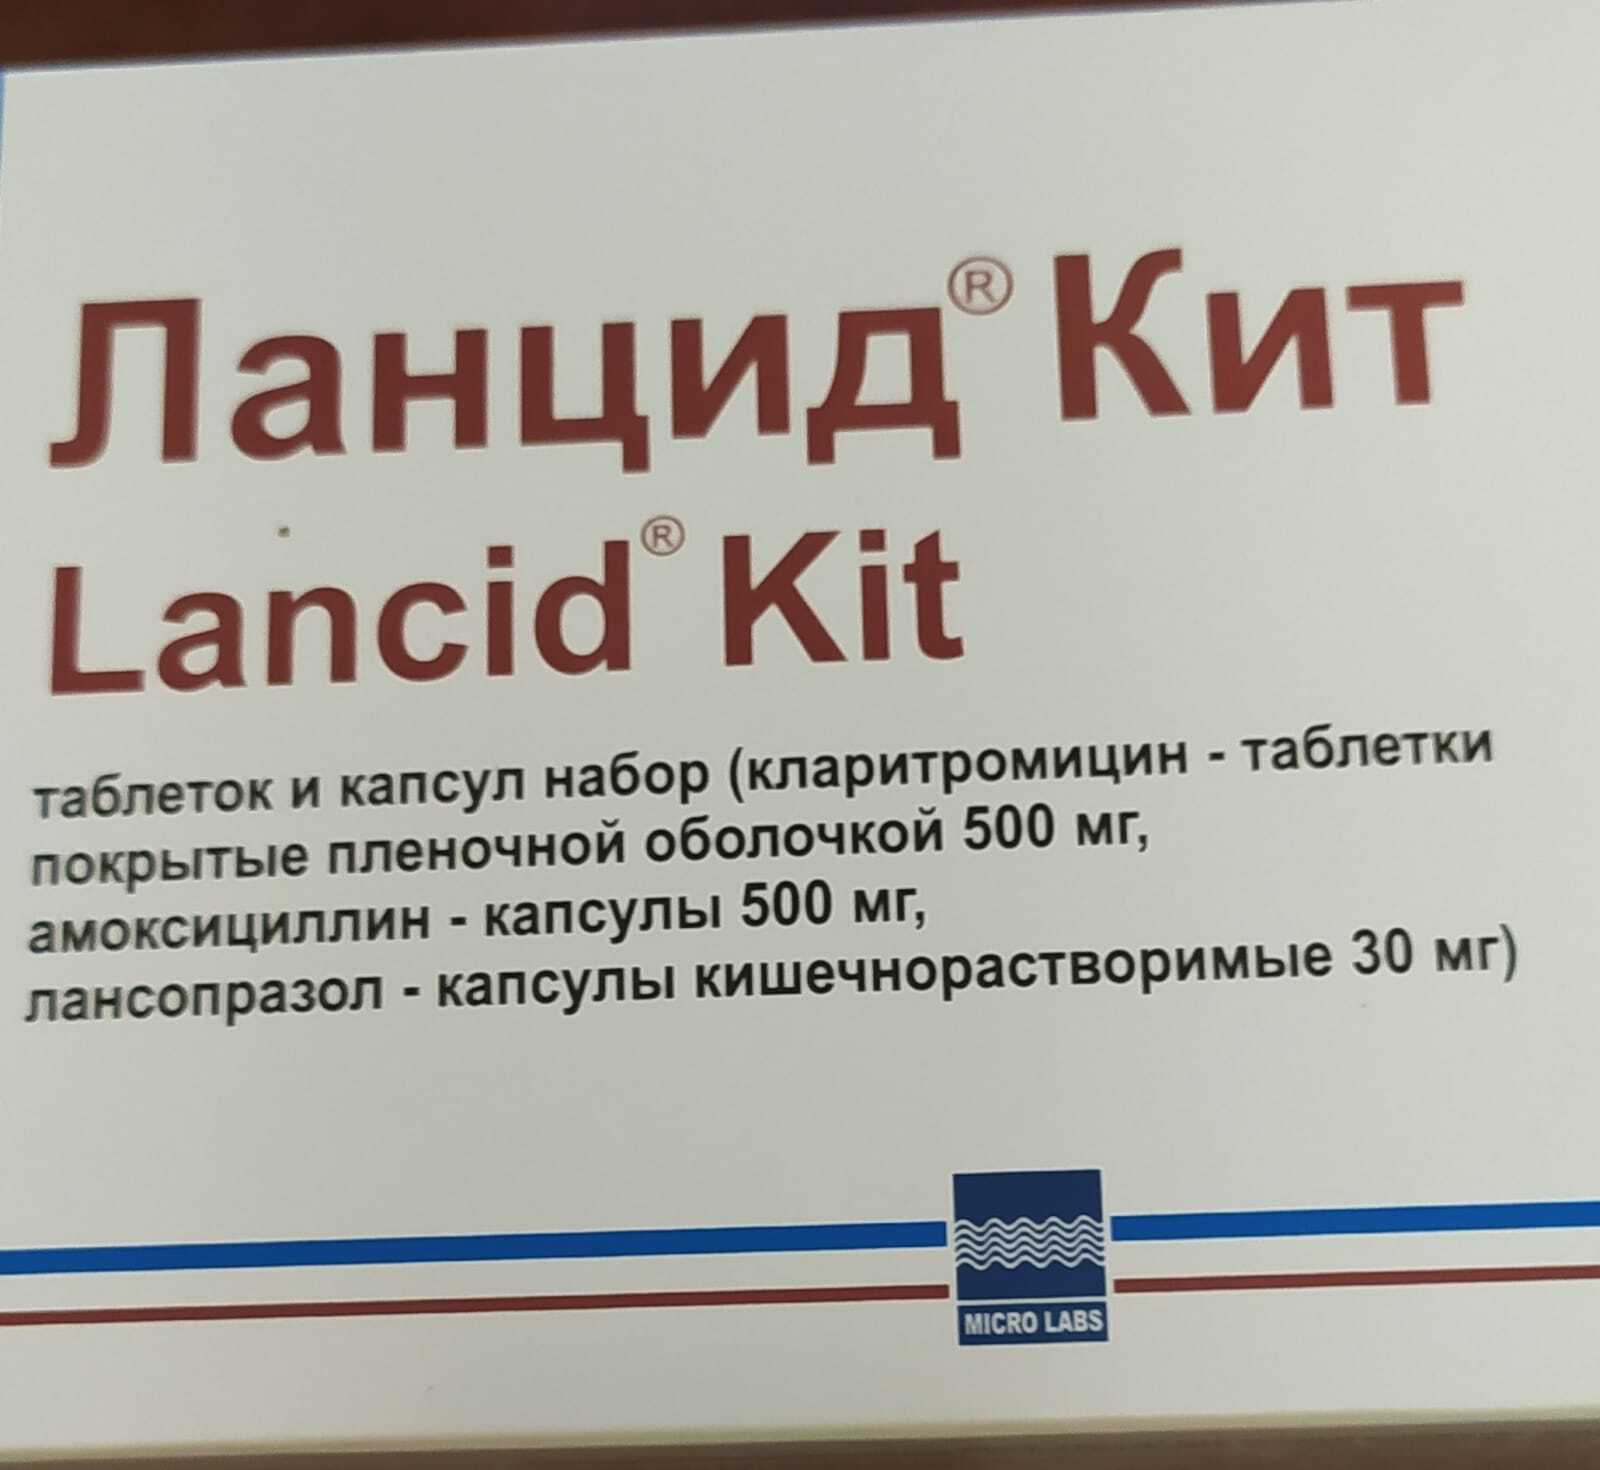 Ланцид® Кит
Lancid® Kit
таблеток и капсул набор (кларитромицин - таблетки
покрытые пленочной оболочкой 500 мг,
амоксициллин - капсулы 500 мг,
лансопразол - капсулы кишечнорастворимые 30 мг)
MICRO LABS